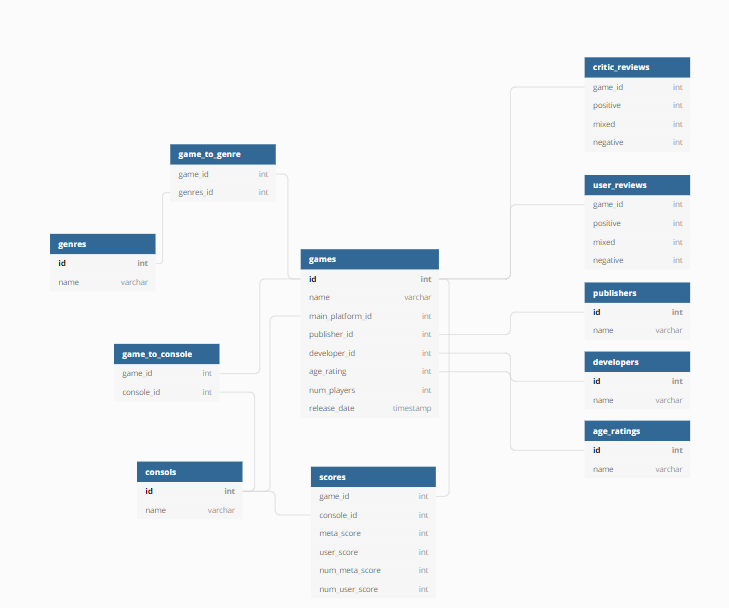 critic_reviews
game_id int
positive int
mixed int
negative int
game_to_genre
game_id int
genres_id int
user_reviews
game_id int
positive int
mixed int
negative int
genres
id int
name varchar
games
id int
name varchar
main_platform_id int
publisher_id int
developer_id int
age_rating int
num_players int
release_date timestamp
publishers
id int
name varchar
game_to_console
game_id int
console_id int
developers
id int
name varchar
age_ratings
id int
name varchar
consols
id int
name varchar
scores
game_id int
console_id int
meta_score int
user_score int
num_meta_score int
num_user_score int